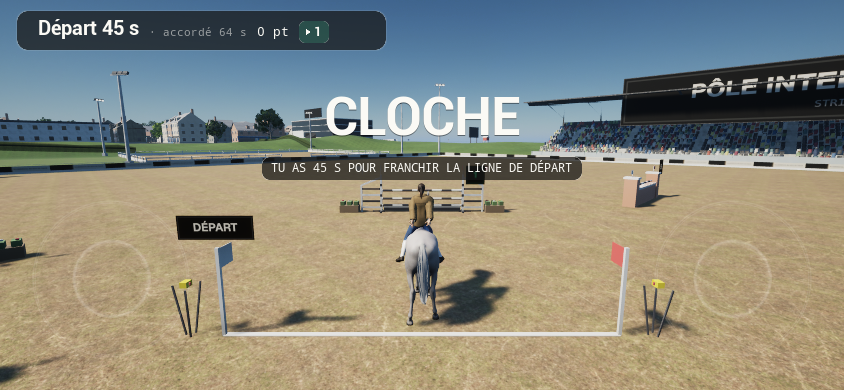 Départ 45 s · accordé 64 s 0 pt 1
CLOCHE
PÔLE INTE
STRI
TU AS 45 S POUR FRANCHIR LA LIGNE DE DÉPART
DÉPART